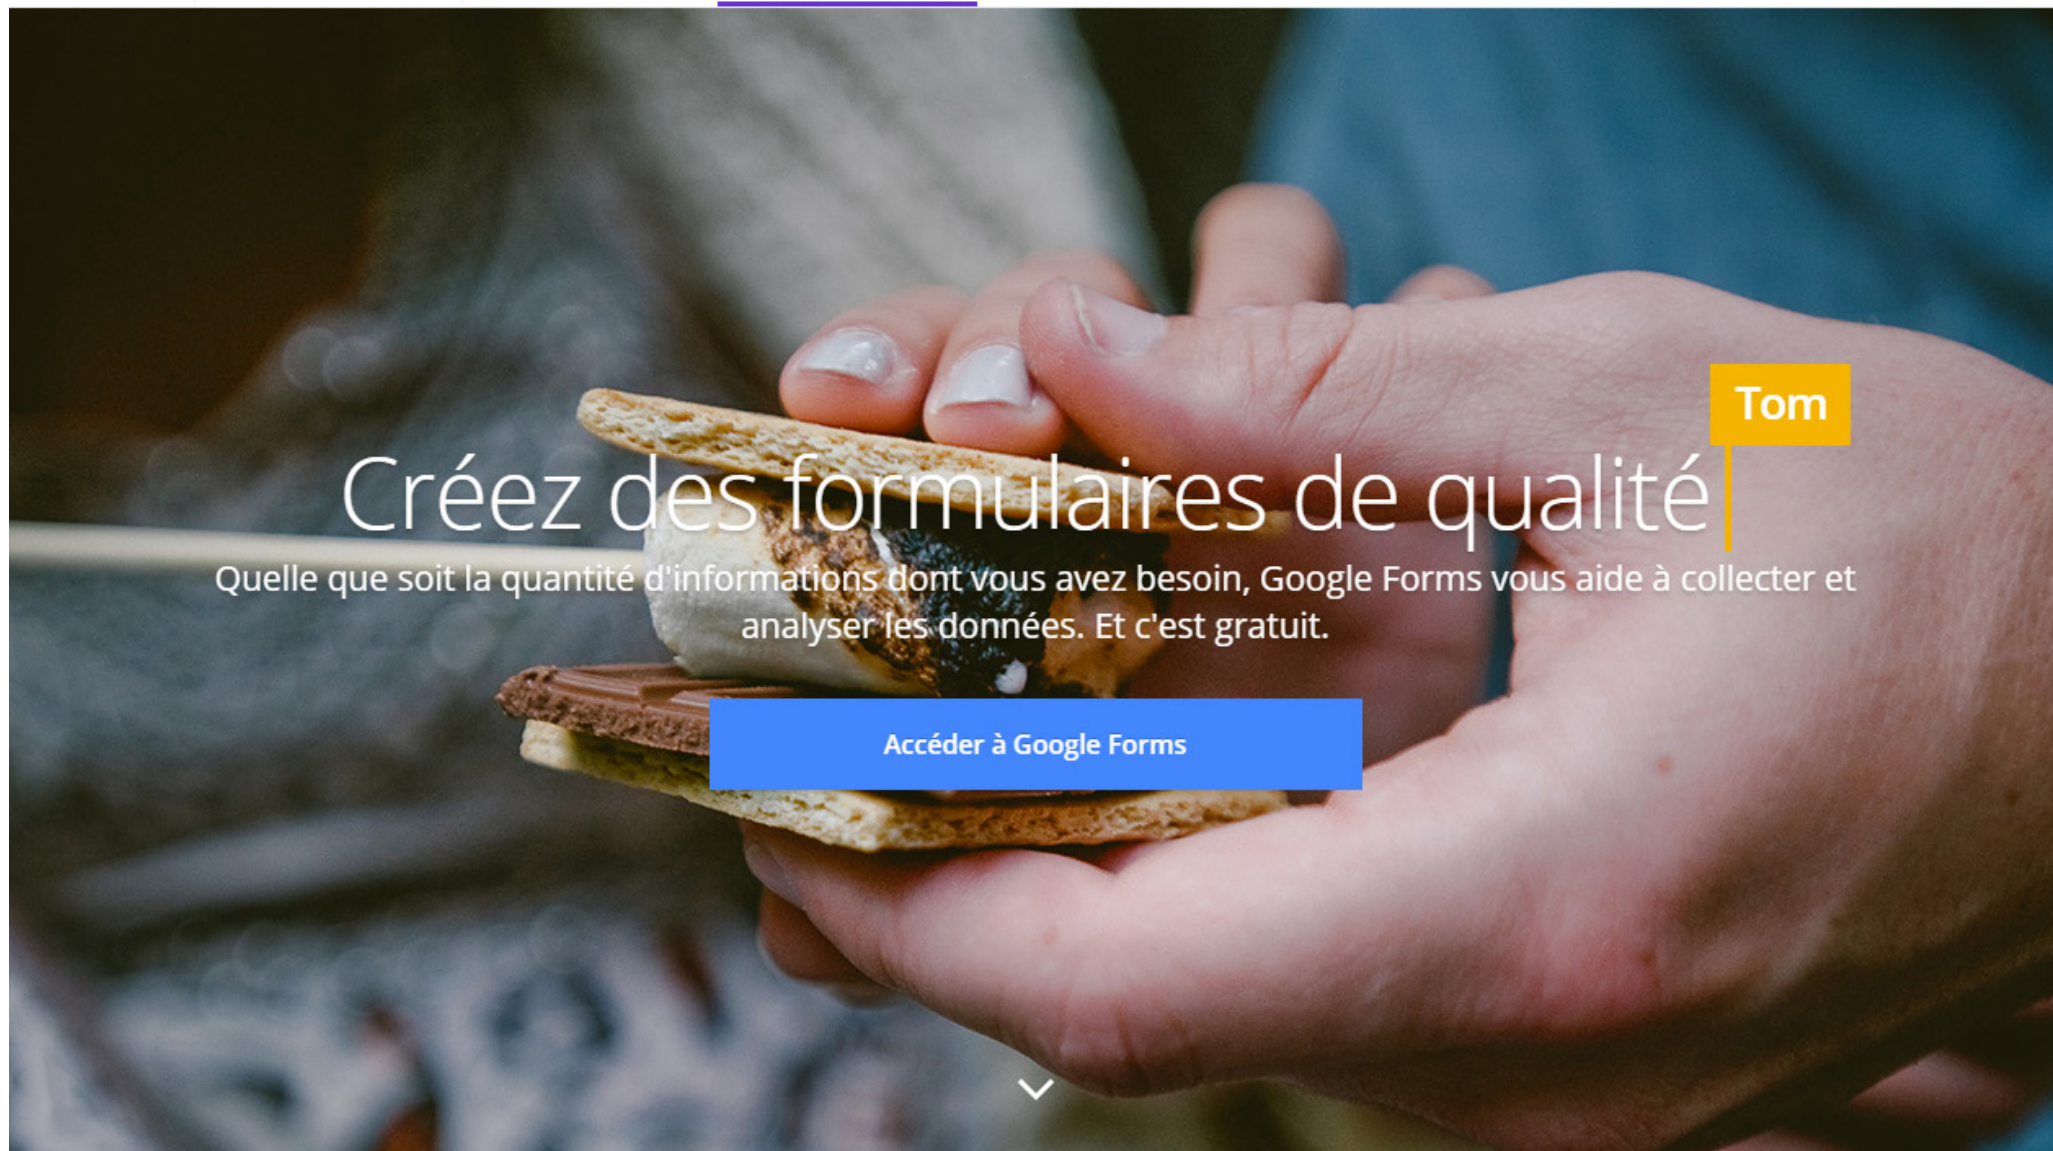 Tom
Créez des formulaires de qualité
Quelle que soit la quantité d'informations dont vous avez besoin, Google Forms vous aide à collecter et
analyser les données. Et c'est gratuit.
Accéder à Google Forms